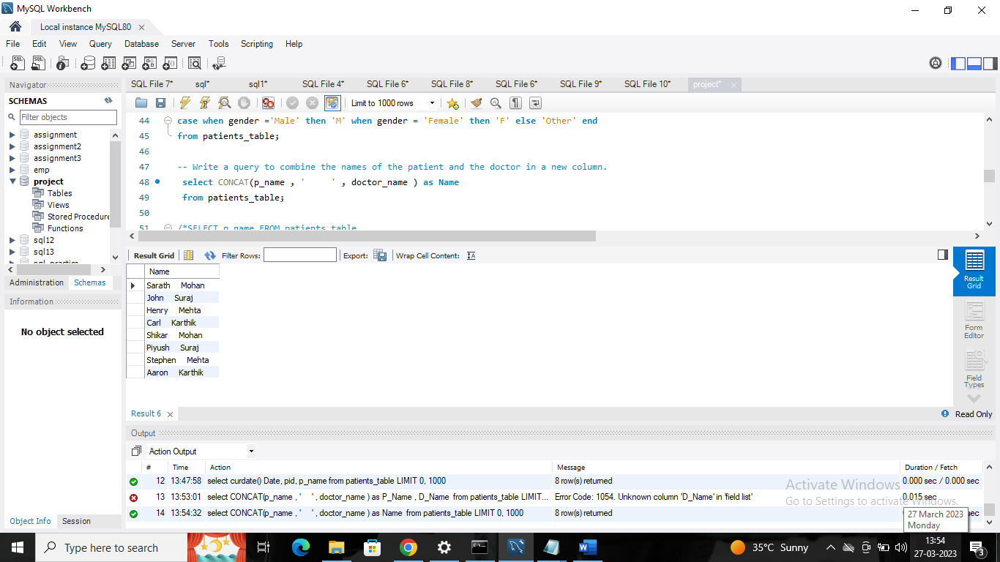 MySQL Workbench
Local instance MySQL80
File Edit View Query Database Server Tools Scripting Help
Navigator
SCHEMAS
Filter objects
assignment
assignment2
assignment3
emp
project
Tables
Views
Stored Procedure
Functions
sql12
sql13
sql_practice
Administration Schemas
Information
No object selected
Object Info Session
SQL File 7* sql* sql1* SQL File 4* SQL File 6* SQL File 8* SQL File 6* SQL File 9* SQL File 10* project*
Limit to 1000 rows
44 case when gender ='Male' then 'M' when gender = 'Female' then 'F' else 'Other' end
45 from patients_table;
46
47 -- Write a query to combine the names of the patient and the doctor in a new column.
48 select CONCAT(p_name , '     ' , doctor_name ) as Name
49 from patients_table;
50
51 /*SELECT p_name FROM patients_table
Result Grid Filter Rows: Export: Wrap Cell Content:
Name
Sarath Mohan
John Suraj
Henry Mehta
Carl Karthik
Shikar Mohan
Piyush Suraj
Stephen Mehta
Aaron Karthik
Result Grid
Form Editor
Field Types
Result 6
Read Only
Output
Action Output
# Time Action Message Duration / Fetch
12 13:47:58 select curdate() Date, pid, p_name from patients_table LIMIT 0, 1000 8 row(s) returned 0.000 sec / 0.000 sec
13 13:53:01 select CONCAT(p_name , '     ' , doctor_name ) as P_Name , D_Name from patients_table LIMIT... Error Code: 1054. Unknown column 'D_Name' in 'field list' 0.015 sec
14 13:54:32 select CONCAT(p_name , '     ' , doctor_name ) as Name from patients_table LIMIT 0, 1000 8 row(s) returned
Activate Windows
Go to Settings to activate Windows.
27 March 2023
Monday
Type here to search
35°C Sunny
13:54
27-03-2023
3